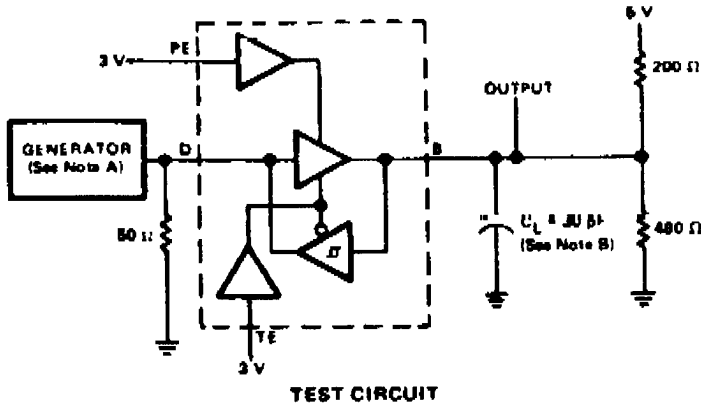 5 V
3 V
PE
200 Ω
OUTPUT
GENERATOR
(See Note A)
D
B
50 Ω
480 Ω
(See Note B)
TE
3 V
TEST CIRCUIT